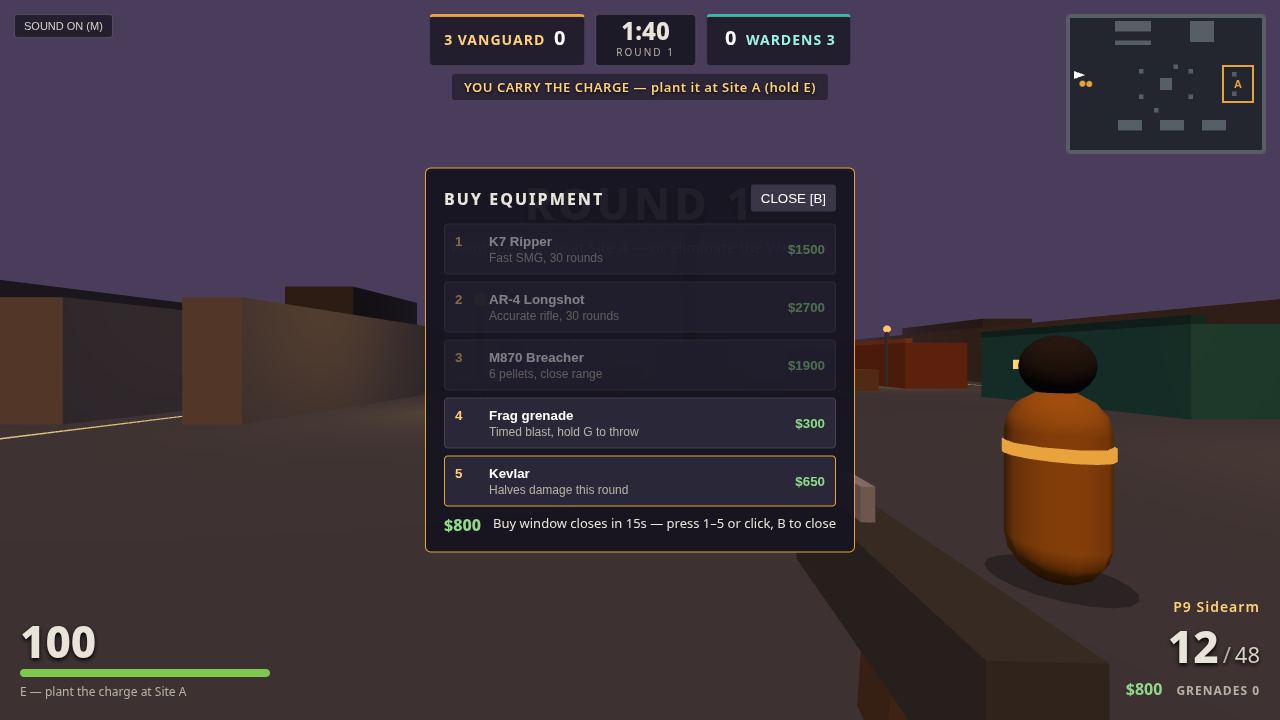 SOUND ON (M)
3 VANGUARD 0
1:40
ROUND 1
0 WARDENS 3
YOU CARRY THE CHARGE — plant it at Site A (hold E)
A
ROUND 1
BUY EQUIPMENT
CLOSE [B]
1 K7 Ripper $1500
Fast SMG, 30 rounds
2 AR-4 Longshot $2700
Accurate rifle, 30 rounds
3 M870 Breacher $1900
6 pellets, close range
4 Frag grenade $300
Timed blast, hold G to throw
5 Kevlar $650
Halves damage this round
$800 Buy window closes in 15s — press 1–5 or click, B to close
100
E — plant the charge at Site A
P9 Sidearm
12 / 48
$800 GRENADES 0